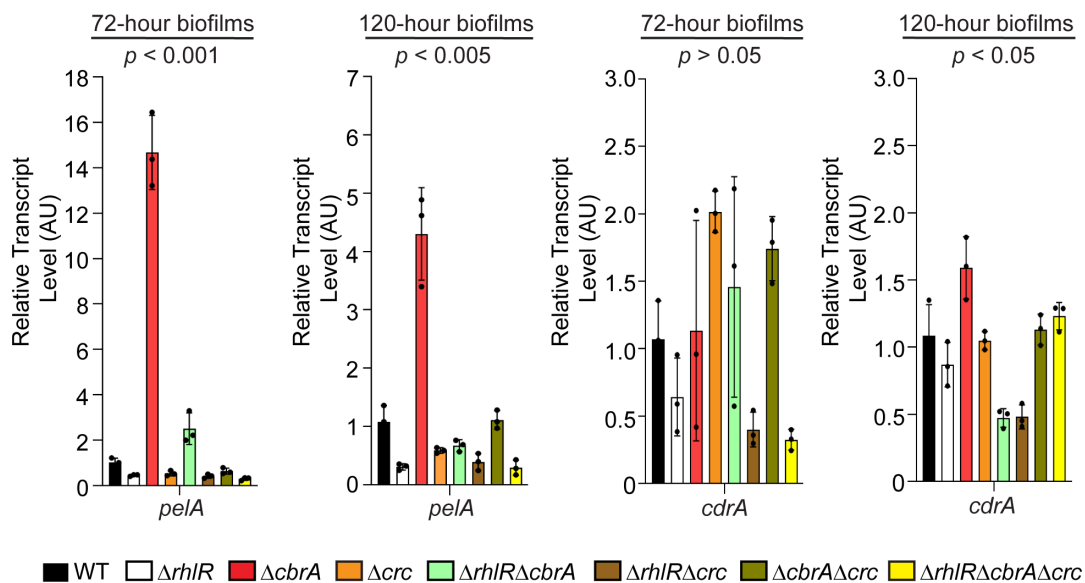 72-hour biofilms
p < 0.001
18
16
14
12
10
8
6
4
2
0
Relative Transcript
Level (AU)
pelA
120-hour biofilms
p < 0.005
7
6
5
4
3
2
1
0
Relative Transcript
Level (AU)
pelA
72-hour biofilms
p > 0.05
3.0
2.5
2.0
1.5
1.0
0.5
0
Relative Transcript
Level (AU)
cdrA
120-hour biofilms
p < 0.05
3.0
2.5
2.0
1.5
1.0
0.5
0
Relative Transcript
Level (AU)
cdrA
WT ΔrhlR ΔcbrA Δcrc ΔrhlRΔcbrA ΔrhlRΔcrc ΔcbrAΔcrc ΔrhlRΔcbrAΔcrc